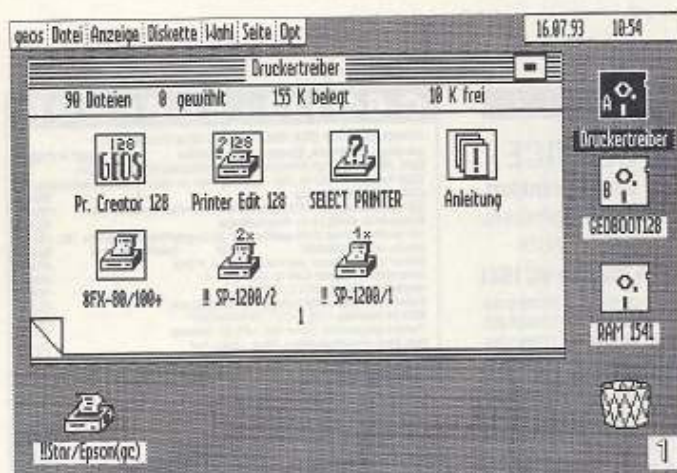 geos Datei Anzeige Diskette Wahl Seite Opt
16.07.93 10:54
Druckertreiber
90 Dateien 0 gewählt 155 K belegt 10 K frei
128 GEOS
?128
Pr. Creator 128 Printer Edit 128 SELECT PRINTER Anleitung
2x 1x
8FX-80/100+ !! SP-1200/2 !! SP-1200/1
1
!!Star/Epson(gc)
A
Druckertreiber
B
GEOBOOT128
RAM 1541